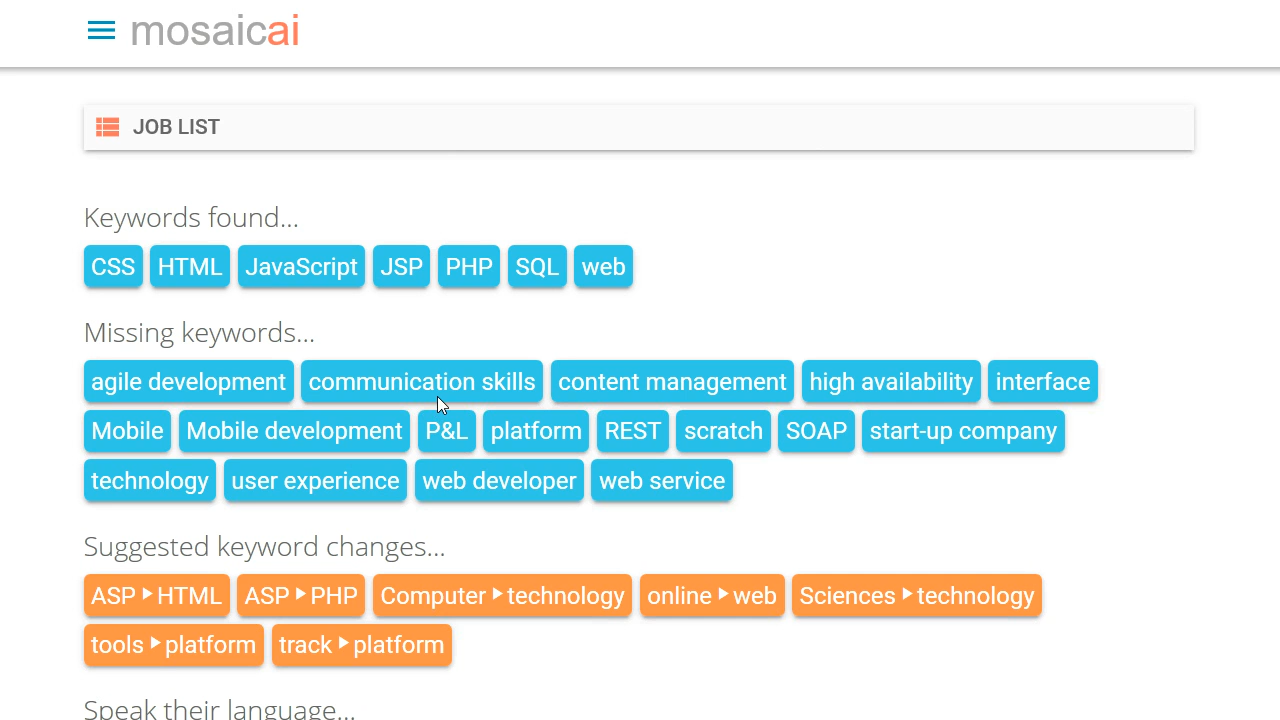 mosaicai
JOB LIST
Keywords found...
CSS HTML JavaScript JSP PHP SQL web
Missing keywords...
agile development communication skills content management high availability interface
Mobile Mobile development P&L platform REST scratch SOAP start-up company
technology user experience web developer web service
Suggested keyword changes...
ASP▶HTML ASP▶PHP Computer▶technology online▶web Sciences▶technology
tools▶platform track▶platform
Speak their language...